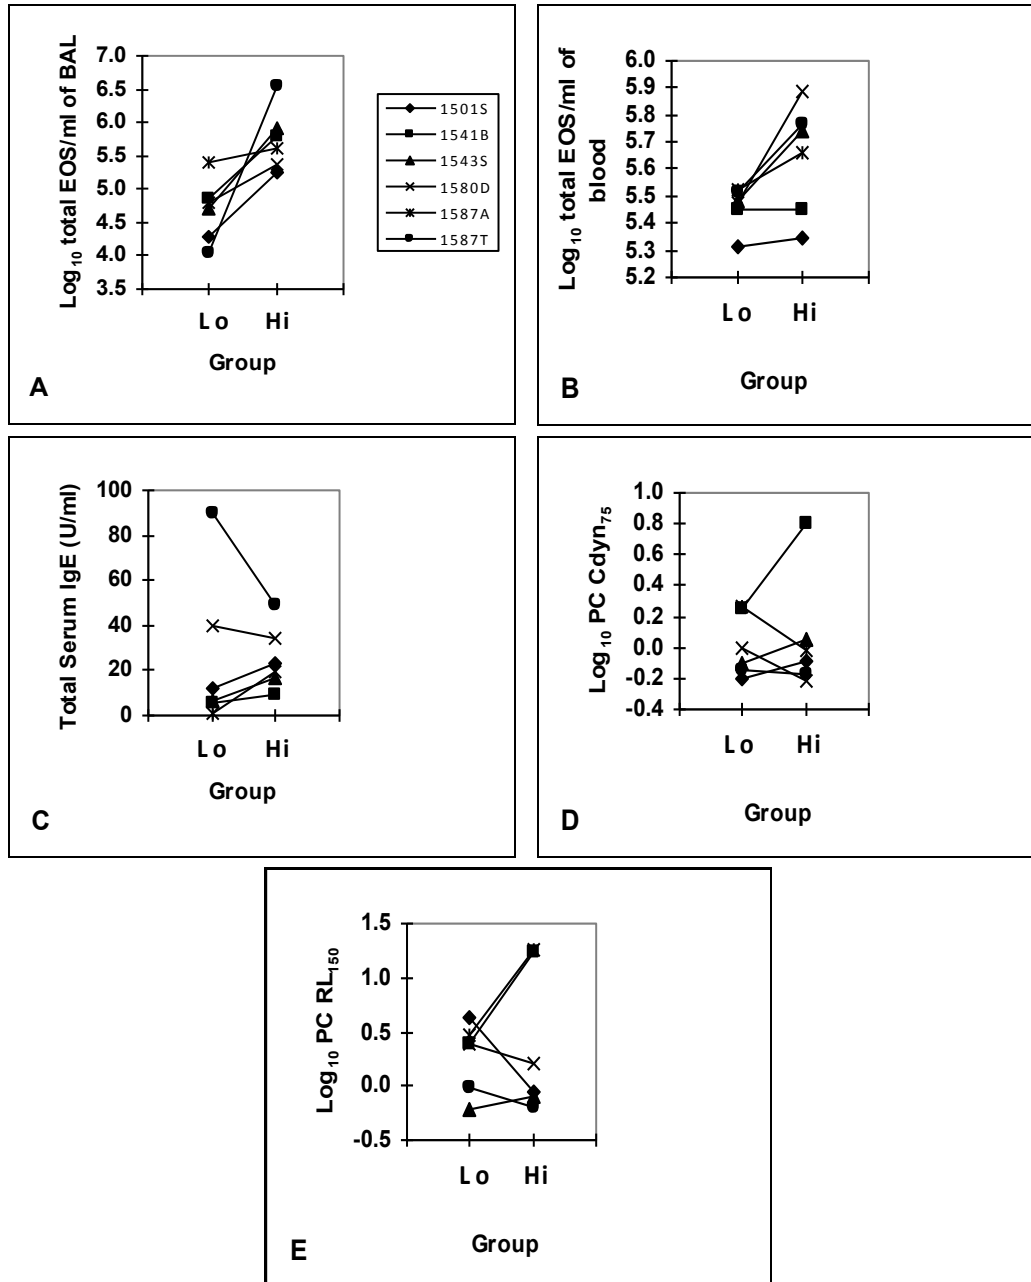 Log10 total EOS/ml of BAL
7.0
6.5
6.0
5.5
5.0
4.5
4.0
3.5
Lo Hi
Group
A
1501S
1541B
1543S
1580D
1587A
1587T
Log10 total EOS/ml of
blood
6.0
5.9
5.8
5.7
5.6
5.5
5.4
5.3
5.2
Lo Hi
Group
B
Total Serum IgE (U/ml)
100
80
60
40
20
0
Lo Hi
Group
C
Log10 PC Cdyn75
1.0
0.8
0.6
0.4
0.2
0.0
-0.2
-0.4
Lo Hi
Group
D
Log10 PC RL150
1.5
1.0
0.5
0.0
-0.5
Lo Hi
Group
E